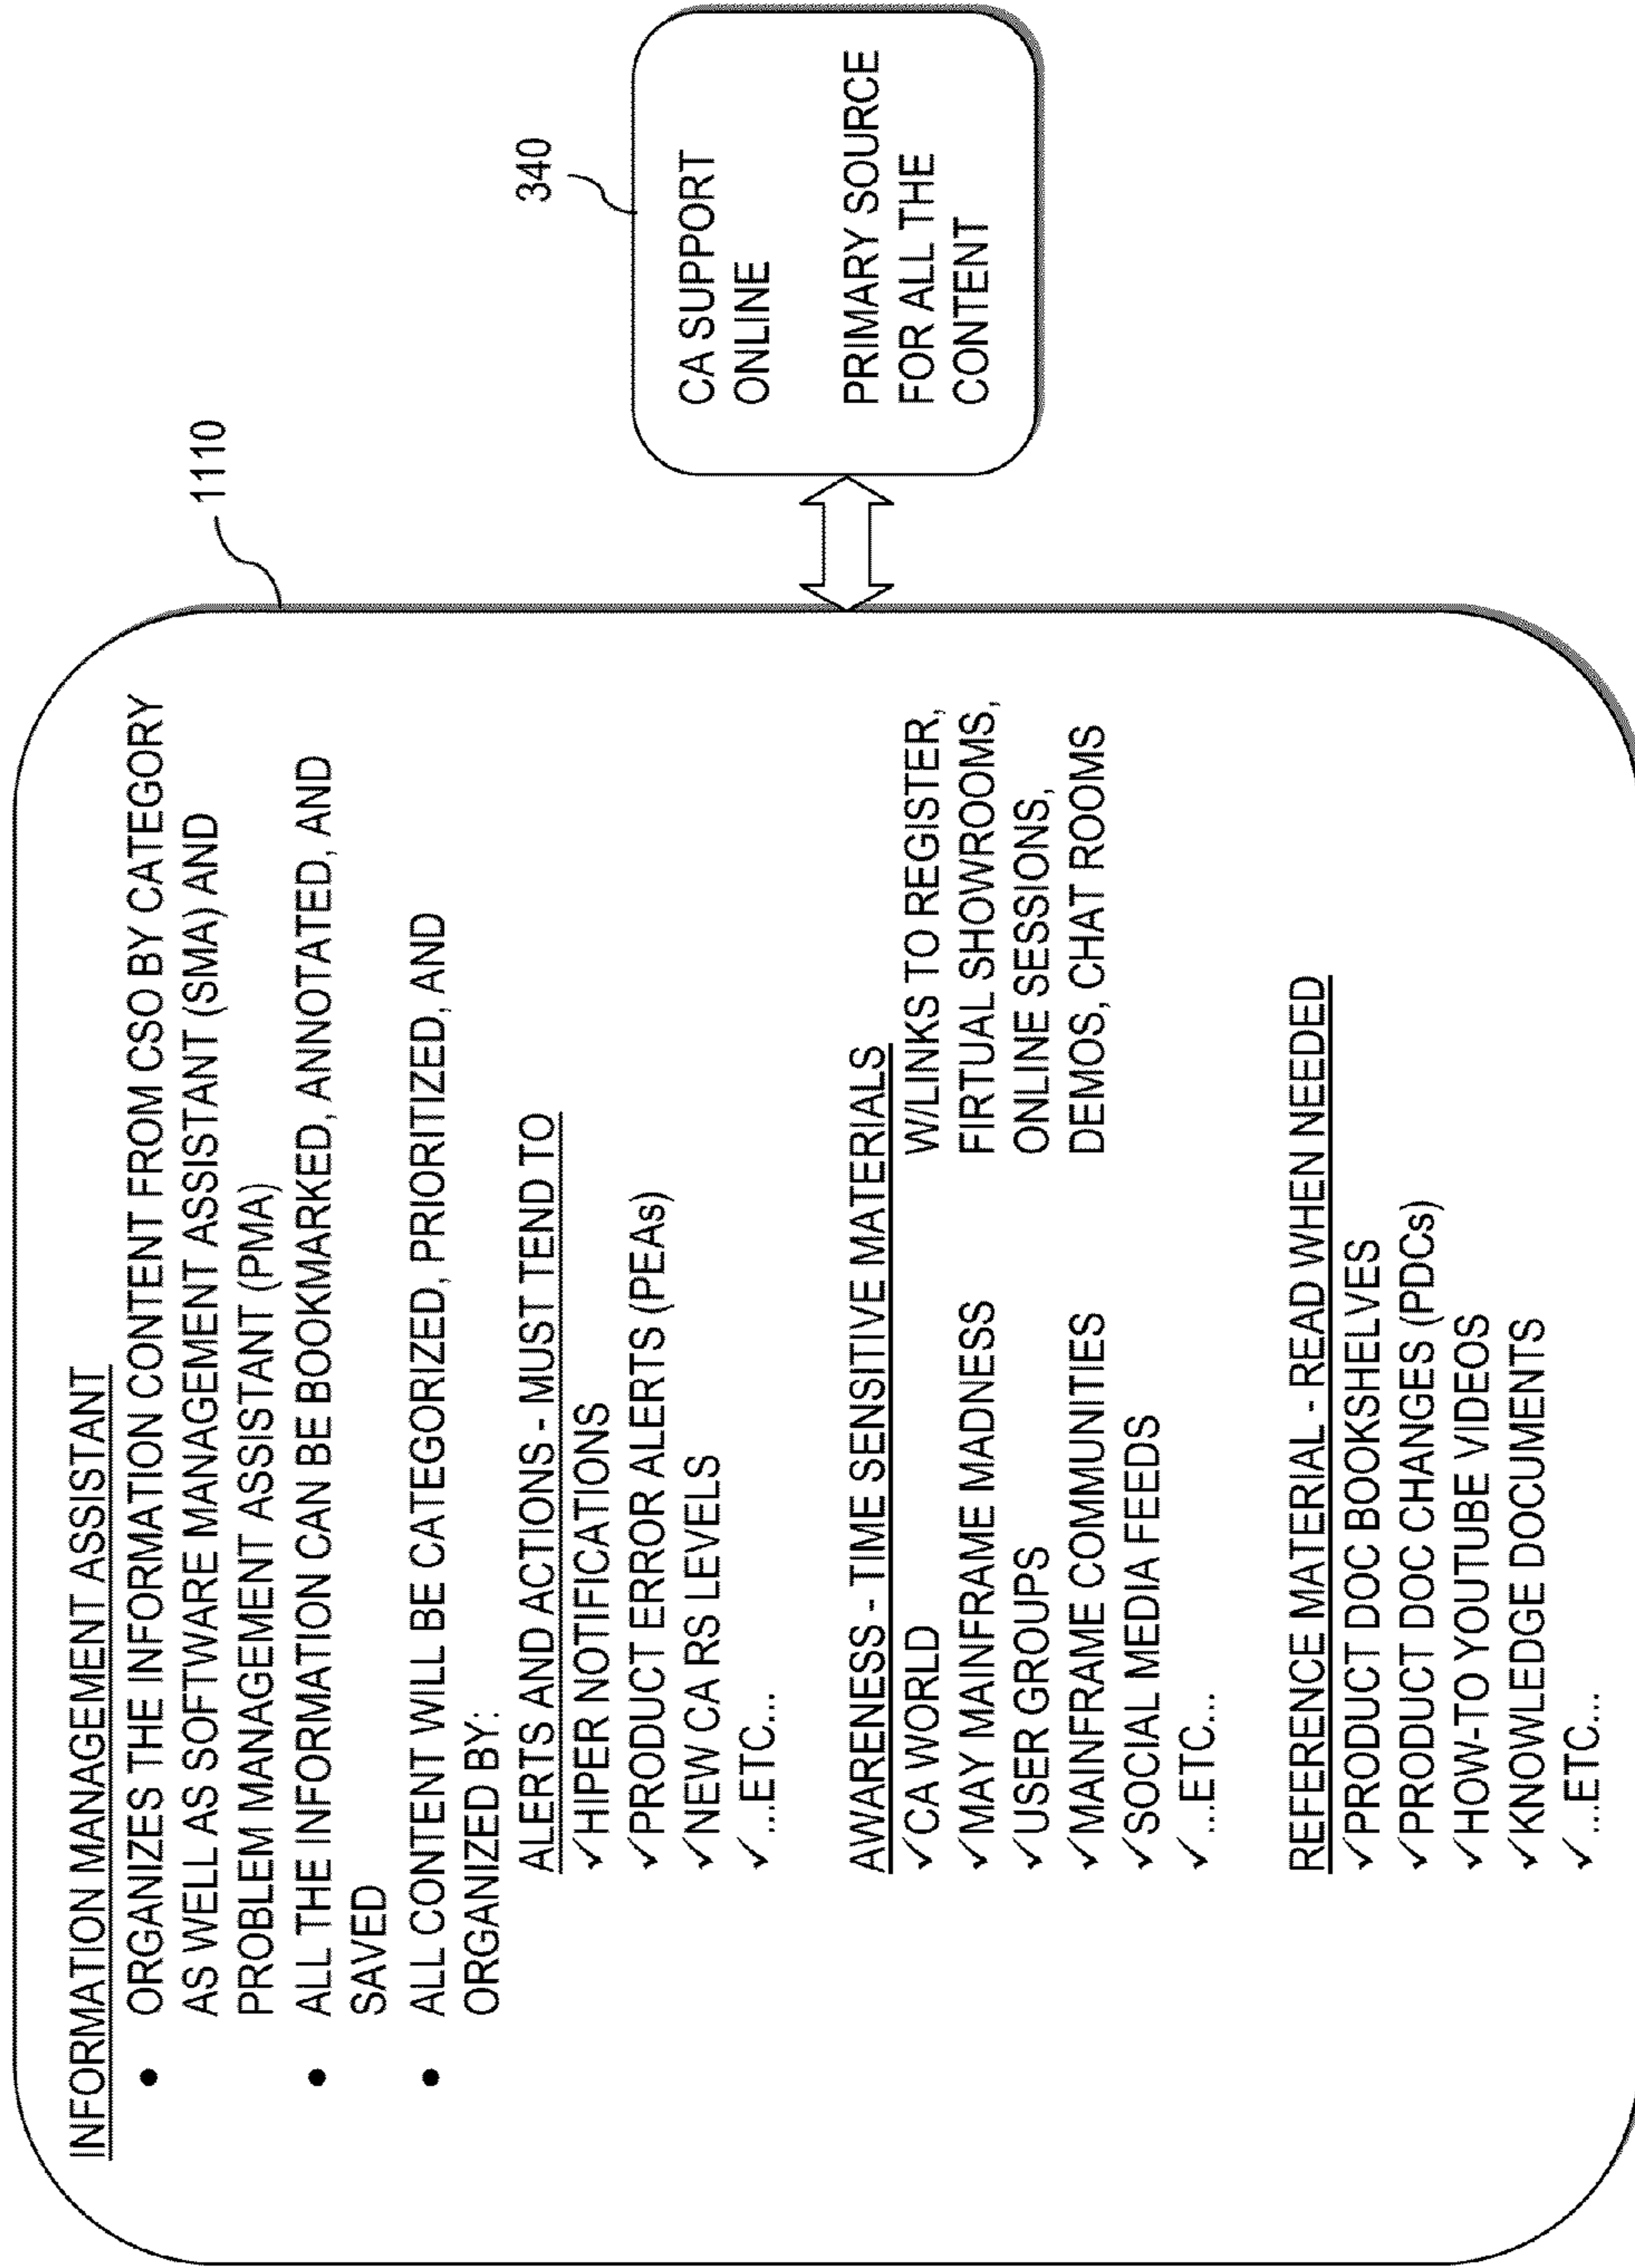 INFORMATION MANAGEMENT ASSISTANT
• ORGANIZES THE INFORMATION CONTENT FROM CSO BY CATEGORY
AS WELL AS SOFTWARE MANAGEMENT ASSISTANT (SMA) AND
PROBLEM MANAGEMENT ASSISTANT (PMA)
• ALL THE INFORMATION CAN BE BOOKMARKED, ANNOTATED, AND
SAVED
• ALL CONTENT WILL BE CATEGORIZED, PRIORITIZED, AND
ORGANIZED BY:
ALERTS AND ACTIONS - MUST TEND TO
✓HIPER NOTIFICATIONS
✓PRODUCT ERROR ALERTS (PEAs)
✓NEW CA RS LEVELS
✓...ETC...
AWARENESS - TIME SENSITIVE MATERIALS
✓CA WORLD
✓MAY MAINFRAME MADNESS
✓USER GROUPS
✓MAINFRAME COMMUNITIES
✓SOCIAL MEDIA FEEDS
✓...ETC...
W/LINKS TO REGISTER,
FIRTUAL SHOWROOMS,
ONLINE SESSIONS,
DEMOS, CHAT ROOMS
REFERENCE MATERIAL - READ WHEN NEEDED
✓PRODUCT DOC BOOKSHELVES
✓PRODUCT DOC CHANGES (PDCs)
✓HOW-TO YOUTUBE VIDEOS
✓KNOWLEDGE DOCUMENTS
✓...ETC...
1110
340
CA SUPPORT
ONLINE
PRIMARY SOURCE
FOR ALL THE
CONTENT